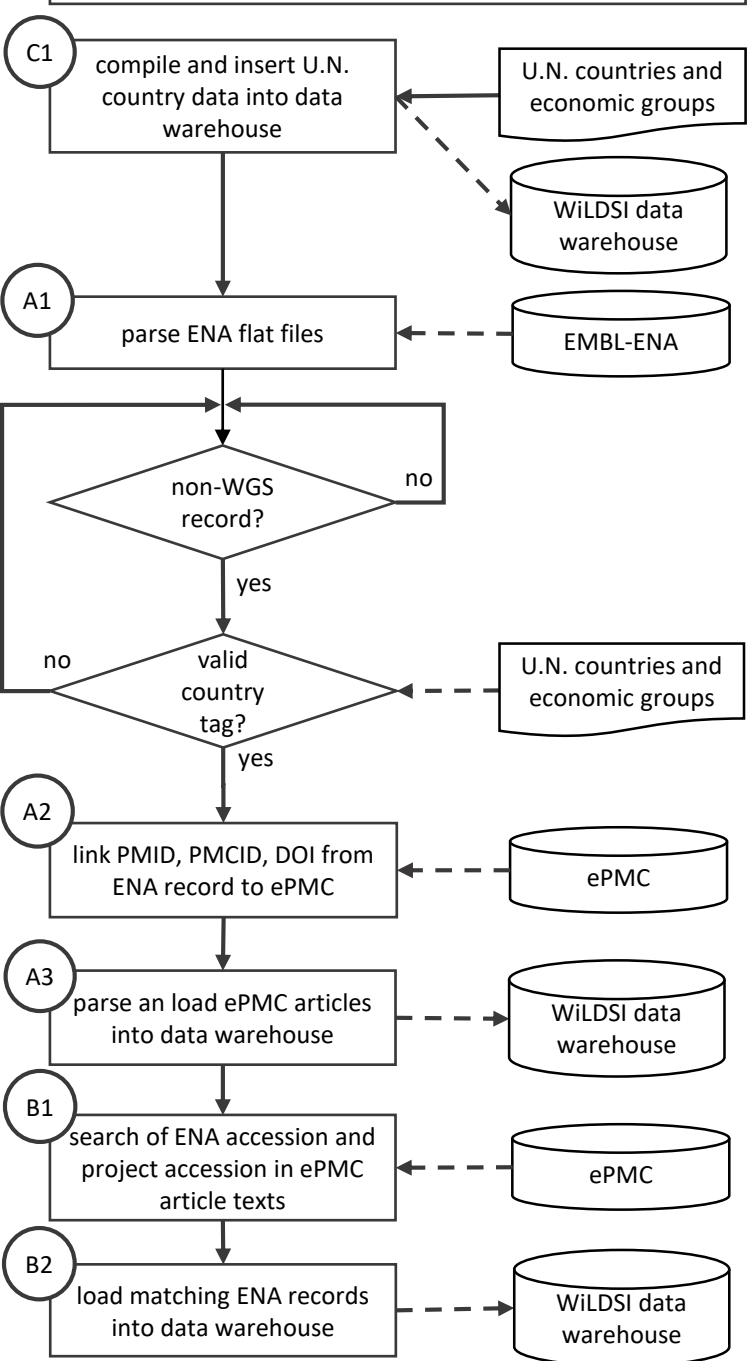 C1
compile and insert U.N.
country data into data
warehouse
U.N. countries and
economic groups
WiLDSI data
warehouse
A1
parse ENA flat files
EMBL-ENA
non-WGS
record?
no
yes
no
valid
country
tag?
U.N. countries and
economic groups
yes
A2
link PMID, PMCID, DOI from
ENA record to ePMC
ePMC
A3
parse an load ePMC articles
into data warehouse
WiLDSI data
warehouse
B1
search of ENA accession and
project accession in ePMC
article texts
ePMC
B2
load matching ENA records
into data warehouse
WiLDSI data
warehouse